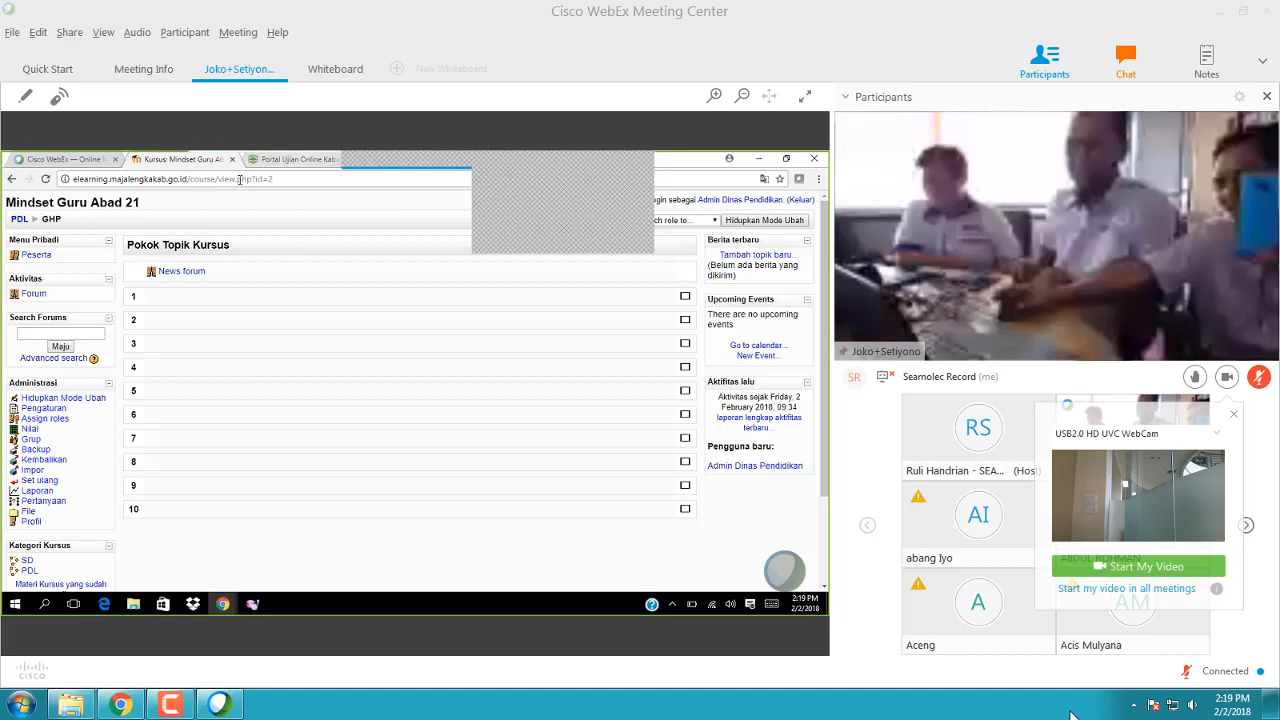 Cisco WebEx Meeting Center
File Edit Share View Audio Participant Meeting Help
Quick Start Meeting Info Joko+Setiyon... Whiteboard New Whiteboard
Participants Chat Notes
Participants
Cisco WebEx — Online M
Kursus: Mindset Guru Ab
Portal Ujian Online Kab
elearning.majalengkakab.go.id/course/view.php?id=2
Mindset Guru Abad 21
sebagai Admin Dinas Pendidikan. (Keluar)
PDL ► GHP
role to... Hidupkan Mode Ubah
Menu Pribadi
Peserta
Aktivitas
Forum
Search Forums
Maju
Advanced search
Administrasi
Hidupkan Mode Ubah
Pengaturan
Assign roles
Nilai
Grup
Backup
Kembalikan
Impor
Set ulang
Laporan
Pertanyaan
File
Profil
Kategori Kursus
SD
PDL
Materi Kursus yang sudah
Pokok Topik Kursus
News forum
1
2
3
4
5
6
7
8
9
10
Berita terbaru
Tambah topik baru...
(Belum ada berita yang
dikirim)
Upcoming Events
There are no upcoming
events
Go to calendar...
New Event...
Aktifitas lalu
Aktivitas sejak Friday, 2
February 2018, 09:34
laporan lengkap aktifitas
terbaru...
Pengguna baru:
Admin Dinas Pendidikan
2:19 PM
2/2/2018
Joko+Setiyono
SR Seamolec Record (me)
RS
Ruli Handrian - SEA... (Host)
AI
abang Iyo
A
Aceng
USB2.0 HD UVC WebCam
ABDUL ROHMAN
Start My Video
Start my video in all meetings
AM
Acis Mulyana
cisco
Connected
2:19 PM
2/2/2018